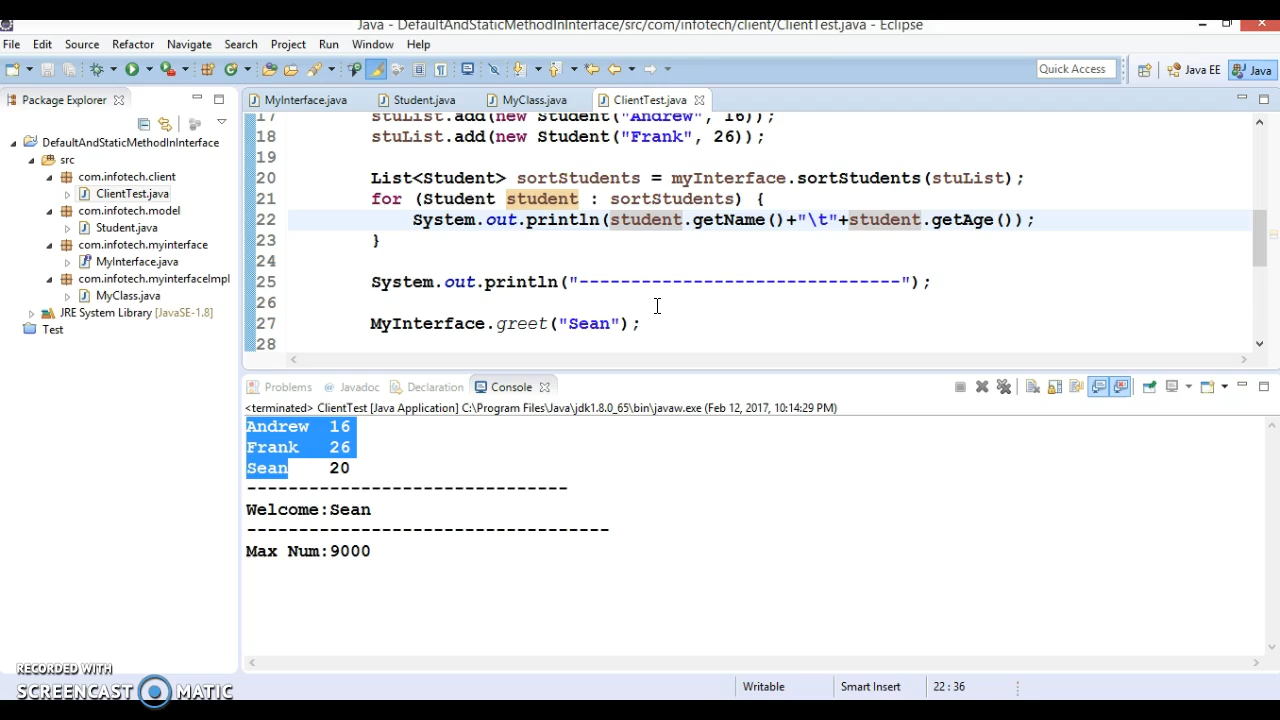 Java - DefaultAndStaticMethodInInterface/src/com/infotech/client/ClientTest.java - Eclipse
File Edit Source Refactor Navigate Search Project Run Window Help
Quick Access Java EE Java
Package Explorer
DefaultAndStaticMethodInInterface
src
com.infotech.client
ClientTest.java
com.infotech.model
Student.java
com.infotech.myinterface
MyInterface.java
com.infotech.myinterfaceImpl
MyClass.java
JRE System Library [JavaSE-1.8]
Test
MyInterface.java Student.java MyClass.java ClientTest.java
17 stuList.add(new Student("Andrew", 16));
18 stuList.add(new Student("Frank", 26));
19
20 List<Student> sortStudents = myInterface.sortStudents(stuList);
21 for (Student student : sortStudents) {
22 System.out.println(student.getName()+"\t"+student.getAge());
23 }
24
25 System.out.println("-------------------------------");
26
27 MyInterface.greet("Sean");
28
Problems @ Javadoc Declaration Console
<terminated> ClientTest [Java Application] C:\Program Files\Java\jdk1.8.0_65\bin\javaw.exe (Feb 12, 2017, 10:14:29 PM)
Andrew 16
Frank 26
Sean 20
-------------------------------
Welcome:Sean
-----------------------------------
Max Num:9000
Writable Smart Insert 22 : 36
RECORDED WITH
SCREENCAST MATIC